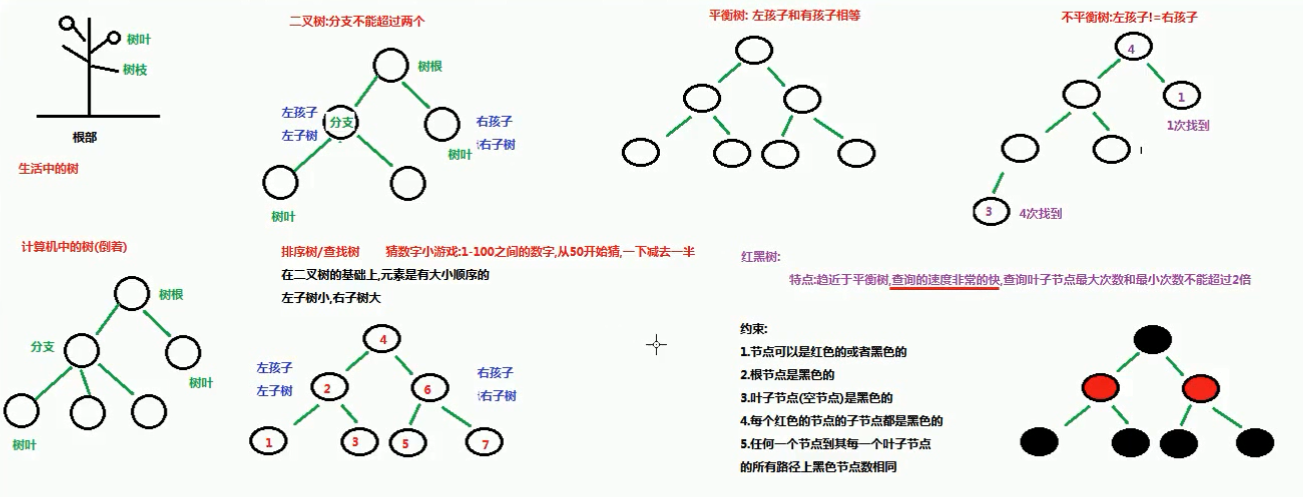 树叶
树枝
根部
生活中的树
二叉树:分支不能超过两个
树根
左孩子
左子树
分支
右孩子
右子树
树叶
树叶
平衡树: 左孩子和有孩子相等
不平衡树:左孩子!=右孩子
4
1
1次找到
3
4次找到
计算机中的树(倒着)
树根
分支
树叶
树叶
排序树/查找树
猜数字小游戏:1-100之间的数字,从50开始猜,一下减去一半
在二叉树的基础上,元素是有大小顺序的
左子树小,右子树大
4
左孩子
左子树
2
6
右孩子
右子树
1
3
5
7
红黑树:
特点:趋近于平衡树,查询的速度非常的快,查询叶子节点最大次数和最小次数不能超过2倍
约束:
1.节点可以是红色的或者黑色的
2.根节点是黑色的
3.叶子节点(空节点)是黑色的
4.每个红色的节点的子节点都是黑色的
5.任何一个节点到其每一个叶子节点
的所有路径上黑色节点数相同